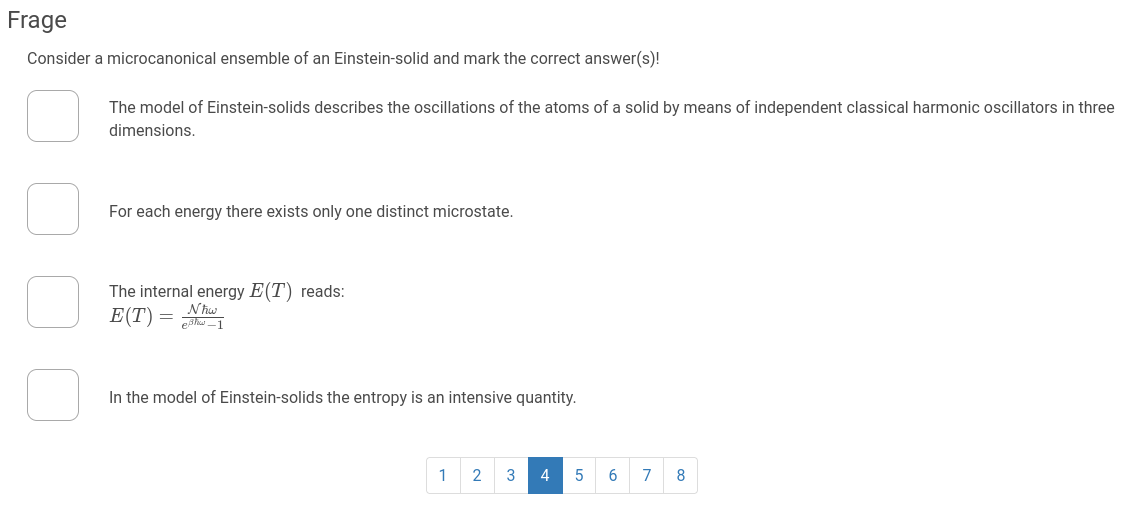 Frage
Consider a microcanonical ensemble of an Einstein-solid and mark the correct answer(s)!
The model of Einstein-solids describes the oscillations of the atoms of a solid by means of independent classical harmonic oscillators in three
dimensions.
For each energy there exists only one distinct microstate.
The internal energy E(T) reads:
E(T) = \frac{\mathcal{N}\hbar\omega}{e^{\beta\hbar\omega}-1}
In the model of Einstein-solids the entropy is an intensive quantity.
1 2 3 4 5 6 7 8